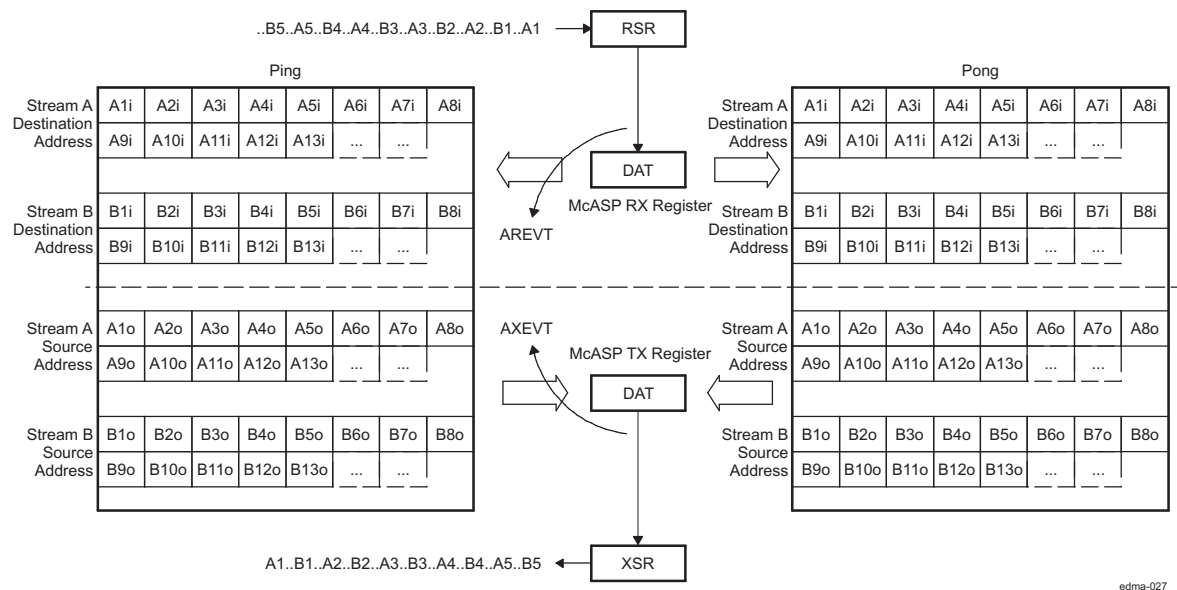 ..B5..A5..B4..A4..B3..A3..B2..A2..B1..A1
RSR
Ping
Pong
Stream A Destination Address
A1i A2i A3i A4i A5i A6i A7i A8i
A9i A10i A11i A12i A13i ... ...
Stream B Destination Address
B1i B2i B3i B4i B5i B6i B7i B8i
B9i B10i B11i B12i B13i ... ...
DAT
McASP RX Register
AREVT
Stream A Destination Address
A1i A2i A3i A4i A5i A6i A7i A8i
A9i A10i A11i A12i A13i ... ...
Stream B Destination Address
B1i B2i B3i B4i B5i B6i B7i B8i
B9i B10i B11i B12i B13i ... ...
Stream A Source Address
A1o A2o A3o A4o A5o A6o A7o A8o
A9o A10o A11o A12o A13o ... ...
Stream B Source Address
B1o B2o B3o B4o B5o B6o B7o B8o
B9o B10o B11o B12o B13o ... ...
AXEVT
McASP TX Register
DAT
Stream A Source Address
A1o A2o A3o A4o A5o A6o A7o A8o
A9o A10o A11o A12o A13o ... ...
Stream B Source Address
B1o B2o B3o B4o B5o B6o B7o B8o
B9o B10o B11o B12o B13o ... ...
A1..B1..A2..B2..A3..B3..A4..B4..A5..B5
XSR
edma-027